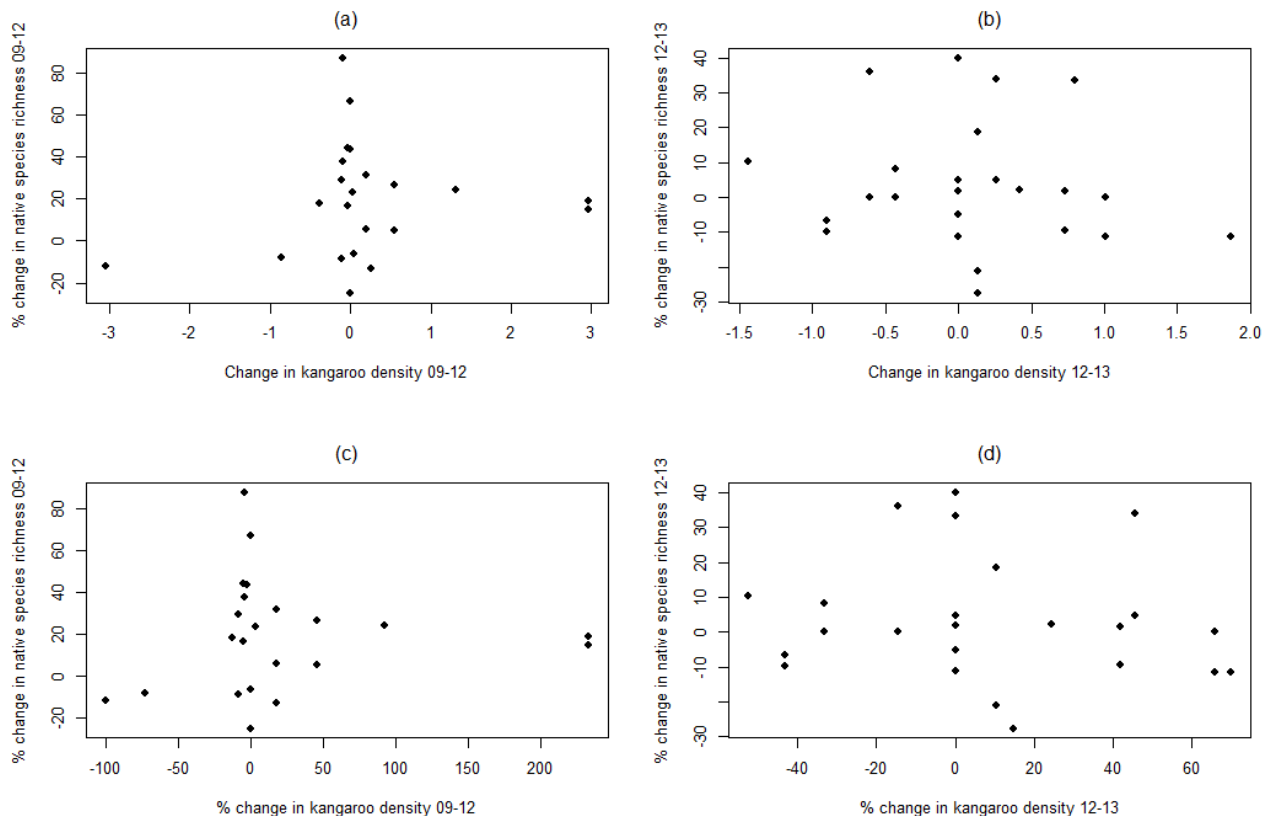 (a)
% change in native species richness 09-12
80
60
40
20
0
-20
-3 -2 -1 0 1 2 3
Change in kangaroo density 09-12
(b)
% change in native species richness 12-13
40
30
20
10
0
-10
-30
-1.5 -1.0 -0.5 0.0 0.5 1.0 1.5 2.0
Change in kangaroo density 12-13
(c)
% change in native species richness 09-12
80
60
40
20
0
-20
-100 -50 0 50 100 150 200
% change in kangaroo density 09-12
(d)
% change in native species richness 12-13
40
30
20
10
0
-10
-30
-40 -20 0 20 40 60
% change in kangaroo density 12-13